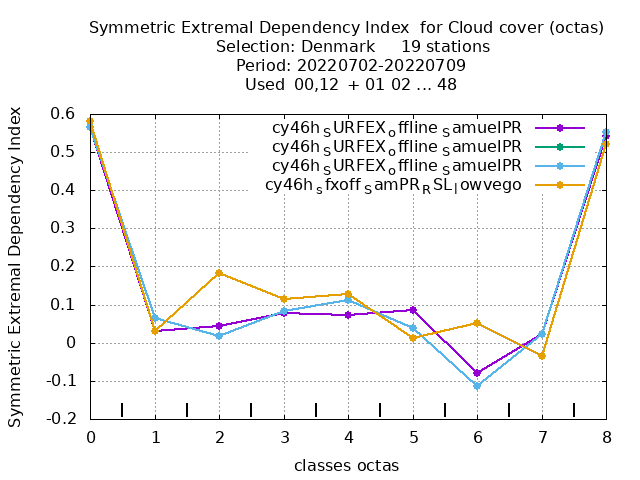 Symmetric Extremal Dependency Index  for Cloud cover (octas)
Selection: Denmark     19 stations
Period: 20220702-20220709
Used  00,12  + 01 02 ... 48
Symmetric Extremal Dependency Index
0.6
0.5
0.4
0.3
0.2
0.1
0
-0.1
-0.2
cy46h_SURFEX_offline_SamuelPR
cy46h_SURFEX_offline_SamuelPR
cy46h_SURFEX_offline_SamuelPR
cy46h_sfxoff_SamPR_RSL_lowvego
0 1 2 3 4 5 6 7 8
classes octas